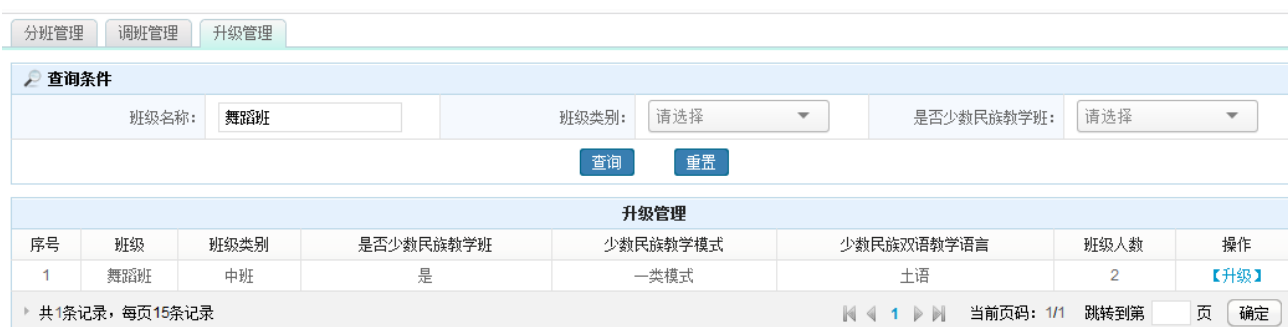 分班管理 调班管理 升级管理
查询条件
班级名称: 舞蹈班 班级类别: 请选择 是否少数民族教学班: 请选择
查询 重置
升级管理
序号 班级 班级类别 是否少数民族教学班 少数民族教学模式 少数民族双语教学语言 班级人数 操作
1 舞蹈班 中班 是 一类模式 土语 2 【升级】
共1条记录，每页15条记录 1 当前页码: 1/1 跳转到第 页 确定